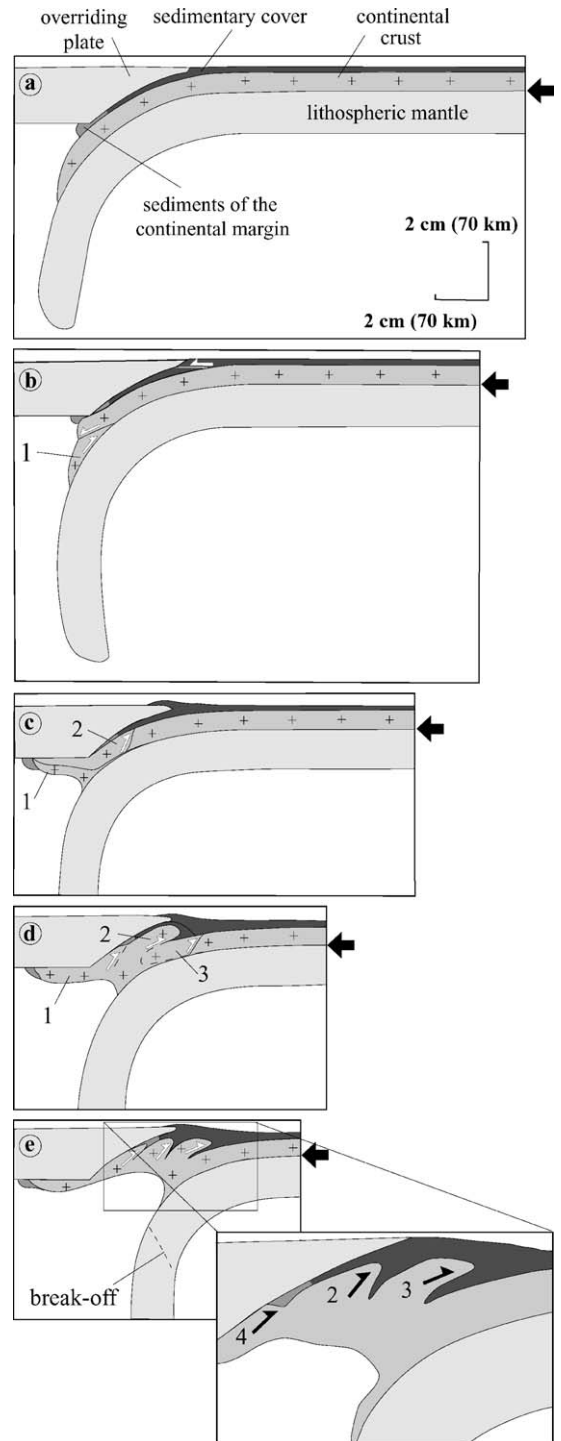 overriding
plate
sedimentary cover
continental
crust
a
lithospheric mantle
sediments of the
continental margin
2 cm (70 km)
2 cm (70 km)
b
1
c
2
1
d
2
3
1
e
break-off
2
3
4